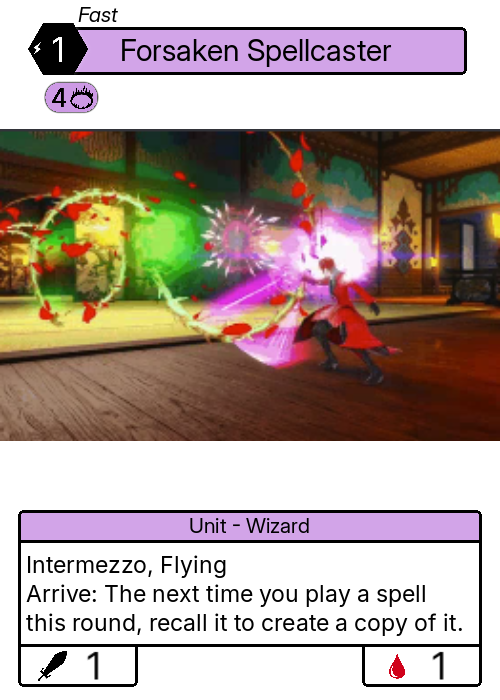 Fast
1
Forsaken Spellcaster
4
Unit - Wizard
Intermezzo, Flying
Arrive: The next time you play a spell
this round, recall it to create a copy of it.
1
1